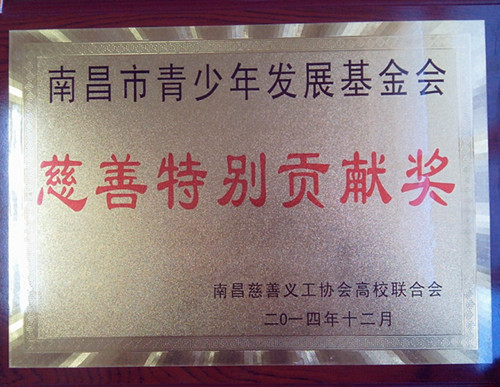 南昌市青少年发展基金会
慈善特别贡献奖
南昌慈善义工协会高校联合会
二O一四年十二月